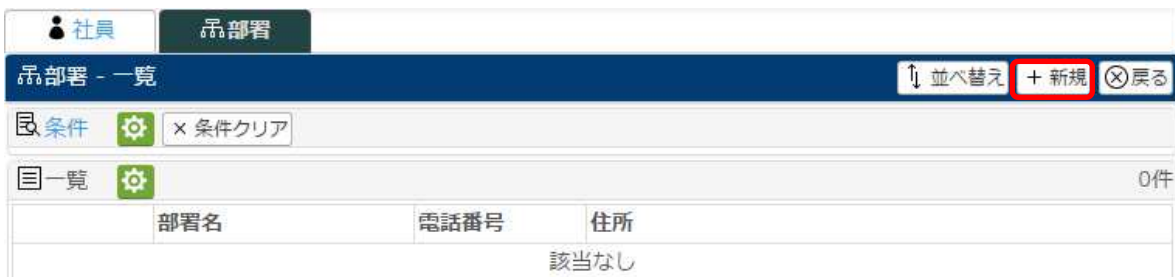 社員 部署
部署 - 一覧 並べ替え + 新規 戻る
条件 × 条件クリア
一覧 0件
部署名 電話番号 住所
該当なし